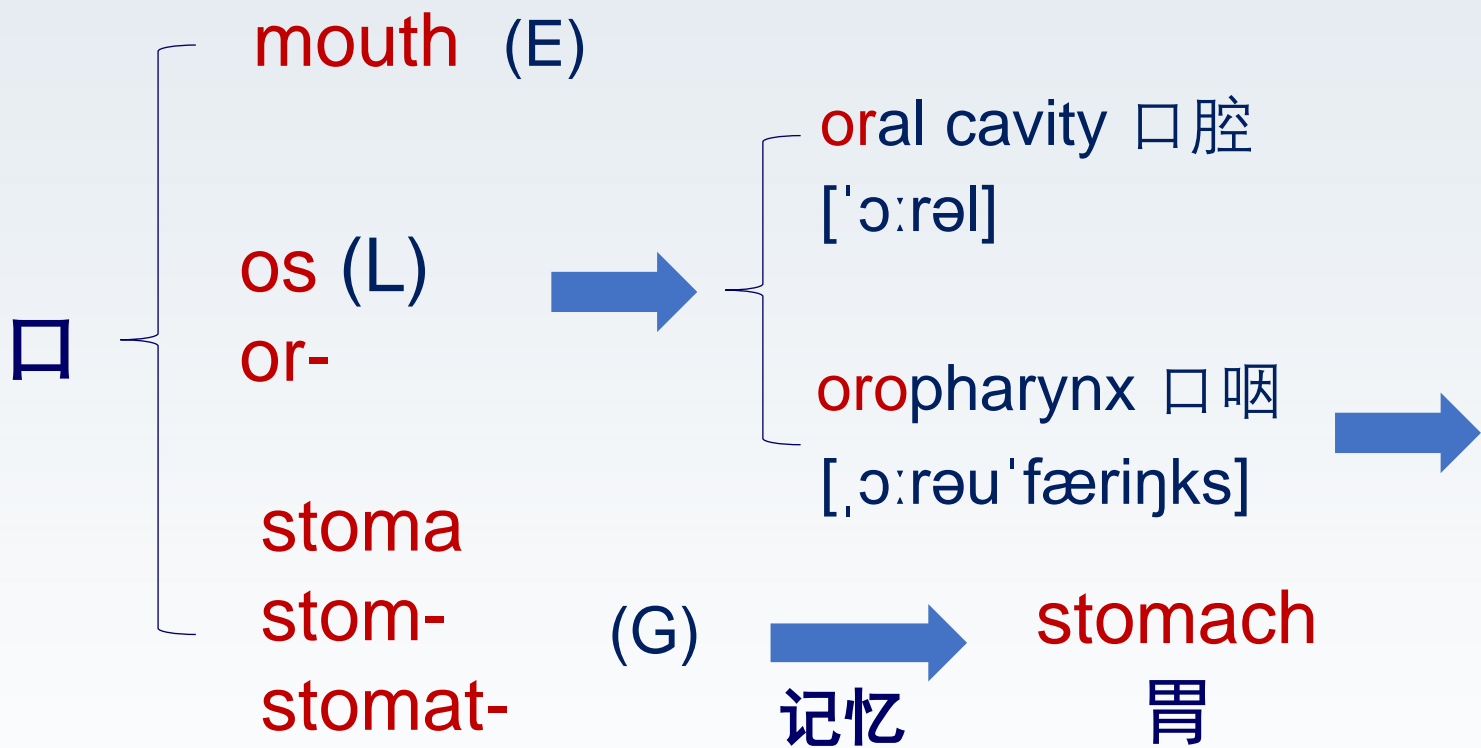 口
mouth (E)
os (L)
or-
oral cavity 口腔
[ˈɔːrəl]
oropharynx 口咽
[ˌɔːrəuˈfæriŋks]
stoma
stom-
stomat-
(G)
记忆
stomach
胃